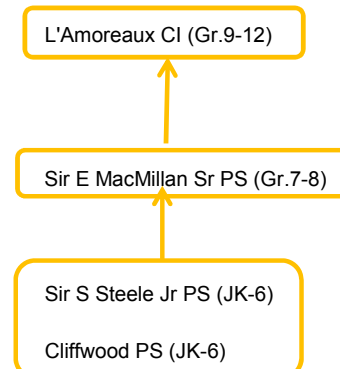 L'Amoreaux CI (Gr.9-12)
Sir E MacMillan Sr PS (Gr.7-8)
Sir S Steele Jr PS (JK-6)
Cliffwood PS (JK-6)